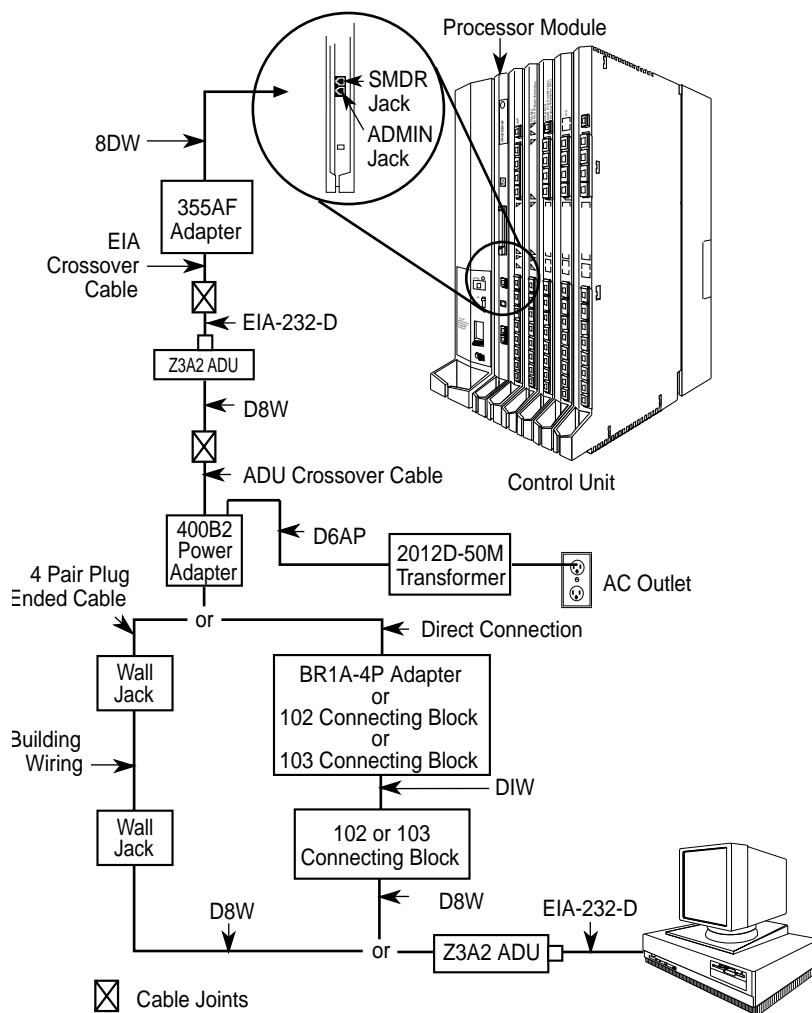 Processor Module
SMDR
Jack
ADMIN
Jack
8DW
355AF
Adapter
EIA
Crossover
Cable
EIA-232-D
Z3A2 ADU
D8W
ADU Crossover Cable
Control Unit
400B2
Power
Adapter
D6AP
2012D-50M
Transformer
AC Outlet
4 Pair Plug
Ended Cable
or
Direct Connection
Wall
Jack
BR1A-4P Adapter
or
102 Connecting Block
or
103 Connecting Block
Building
Wiring
DIW
Wall
Jack
102 or 103
Connecting Block
D8W
D8W
EIA-232-D
or
Z3A2 ADU
Cable Joints